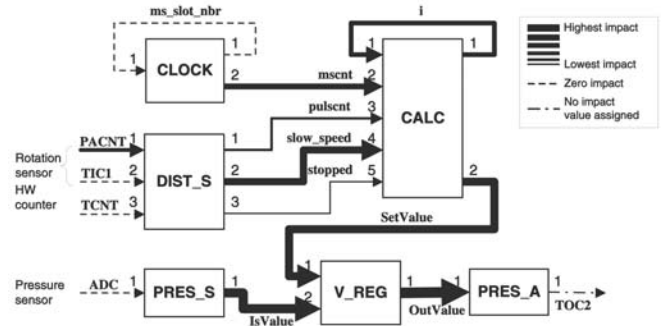 ms_slot_nbr
i
1
1
1
1
Highest impact
CLOCK
2
mscnt
2
Lowest impact
Zero impact
pulscnt
3
CALC
No impact
value assigned
PACNT
1
1
slow_speed
4
Rotation
sensor
TIC1
2
DIST_S
2
stopped
5
2
HW
counter
TCNT
3
3
SetValue
1
Pressure
sensor
ADC
1
PRES_S
1
2
V_REG
1
1
PRES_A
1
IsValue
OutValue
TOC2